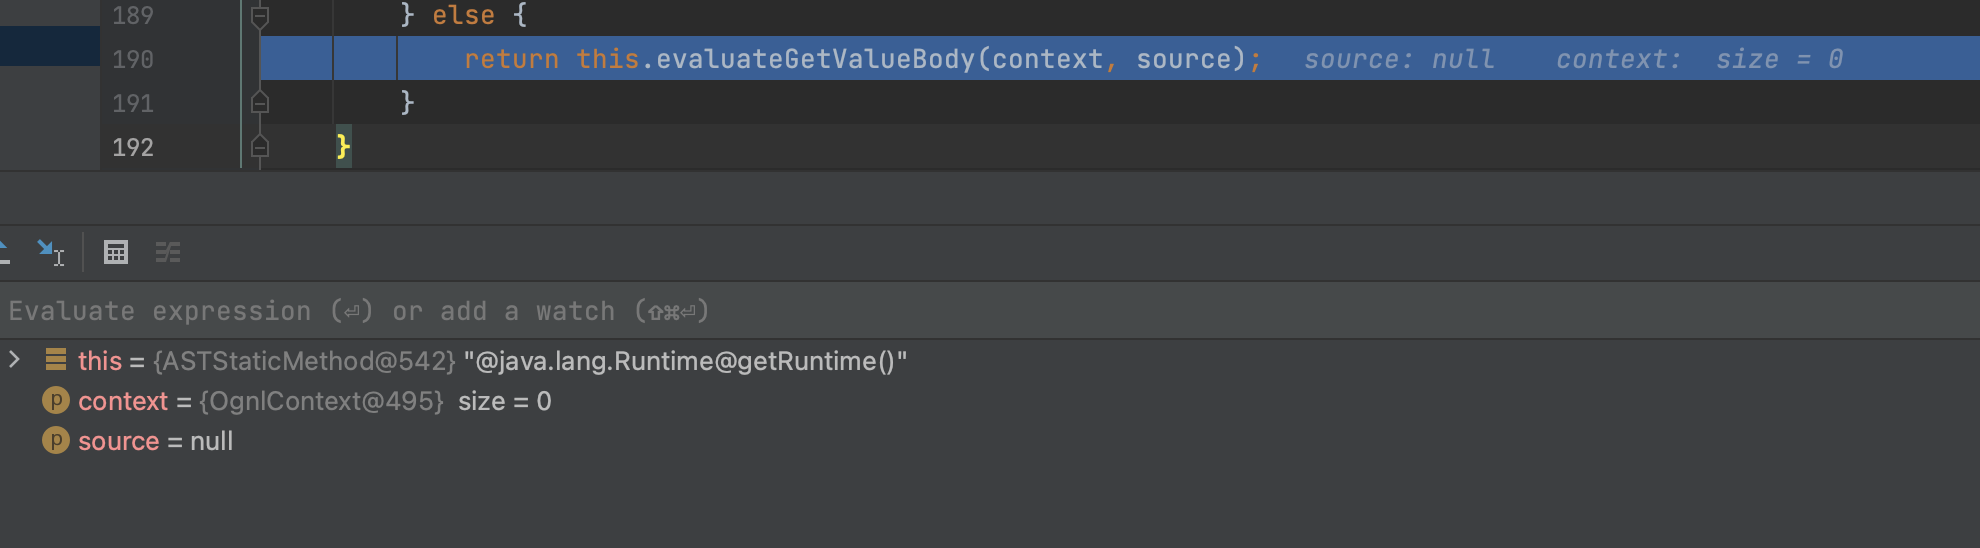 189 } else {
190 return this.evaluateGetValueBody(context, source); source: null context: size = 0
191 }
192 }
Evaluate expression (⏎) or add a watch (⇧⌘⏎)
this = {ASTStaticMethod@542} "@java.lang.Runtime@getRuntime()"
p context = {OgnlContext@495} size = 0
p source = null